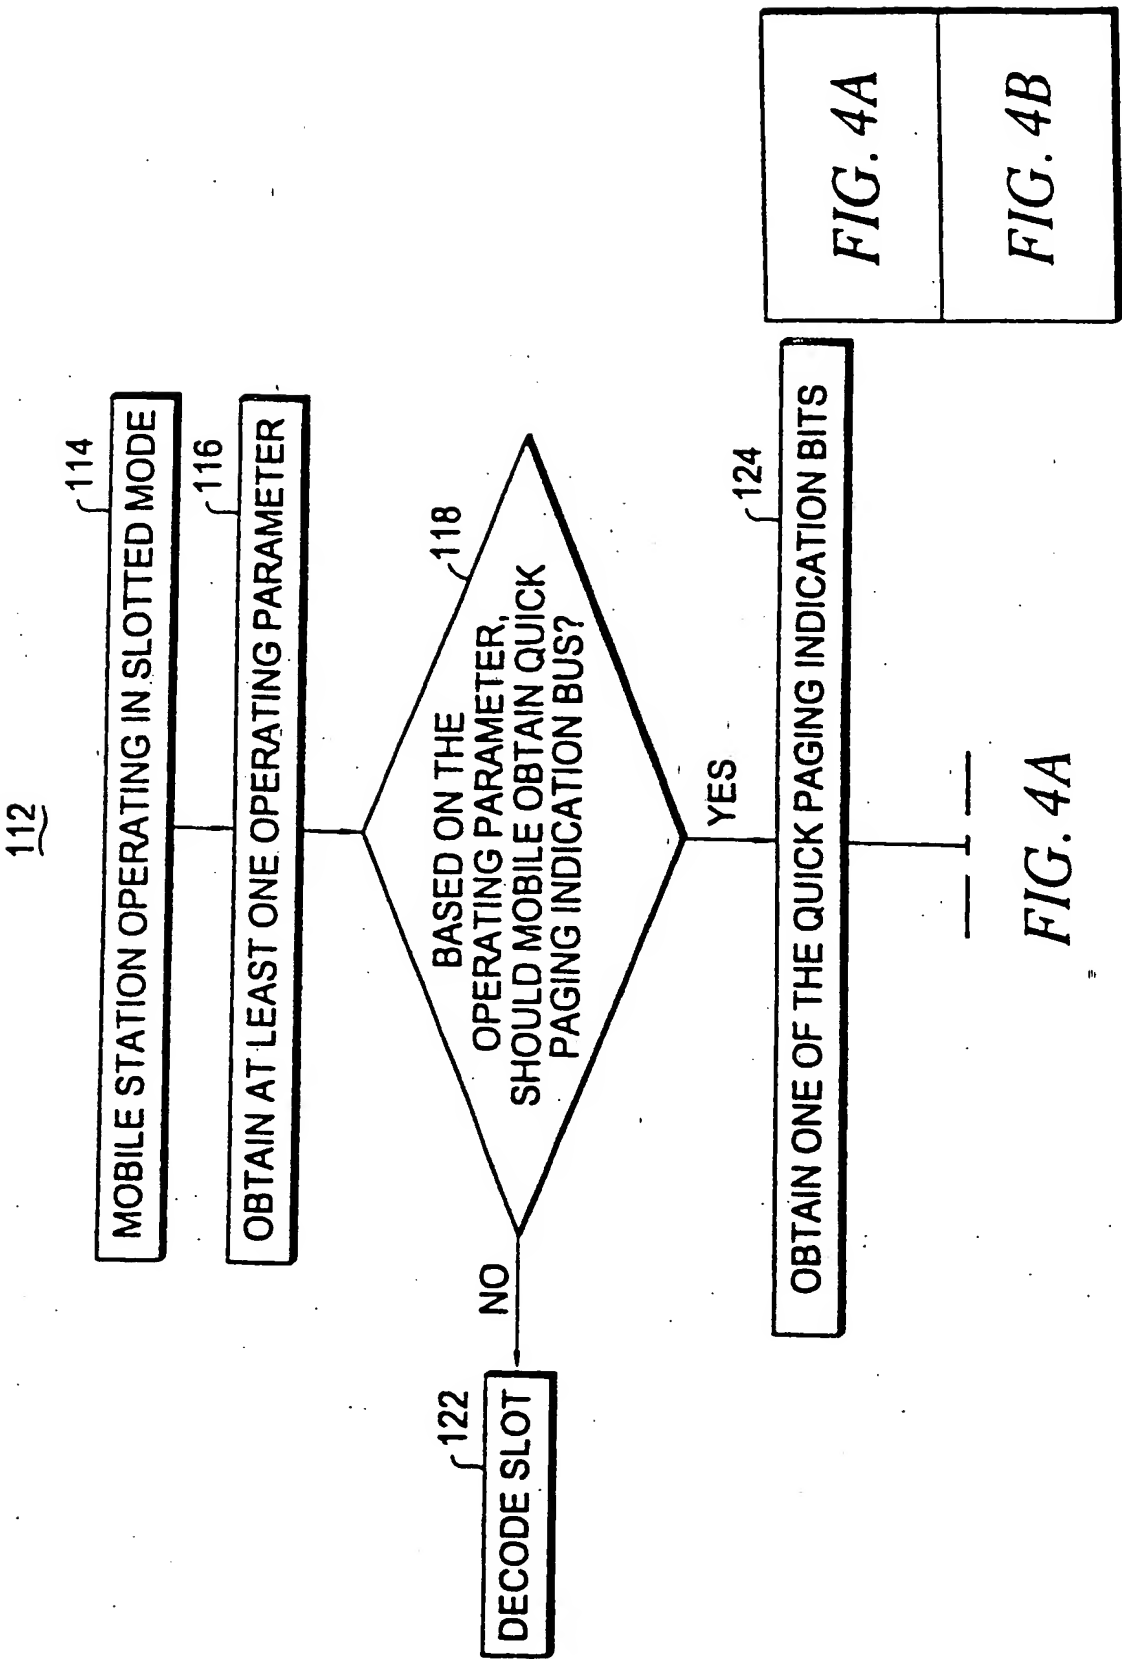 112
114
MOBILE STATION OPERATING IN SLOTTED MODE
116
OBTAIN AT LEAST ONE OPERATING PARAMETER
118
BASED ON THE
OPERATING PARAMETER,
SHOULD MOBILE OBTAIN QUICK
PAGING INDICATION BUS?
NO
122
DECODE SLOT
YES
124
OBTAIN ONE OF THE QUICK PAGING INDICATION BITS
FIG. 4A
FIG. 4B
FIG. 4A